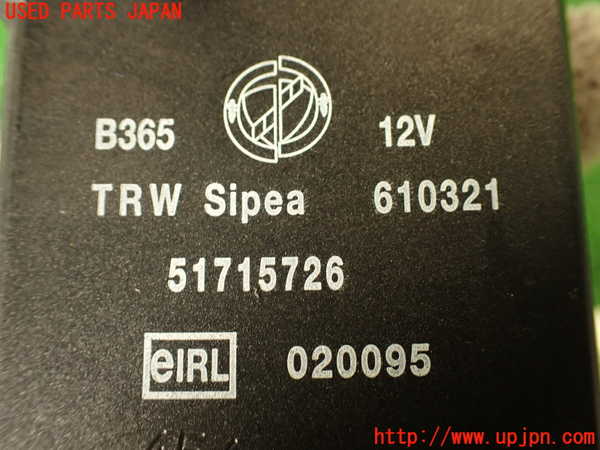 USED PARTS JAPAN
B365 12V
TRW Sipea 610321
51715726
eIRL 020095
http://www.upjpn.com/